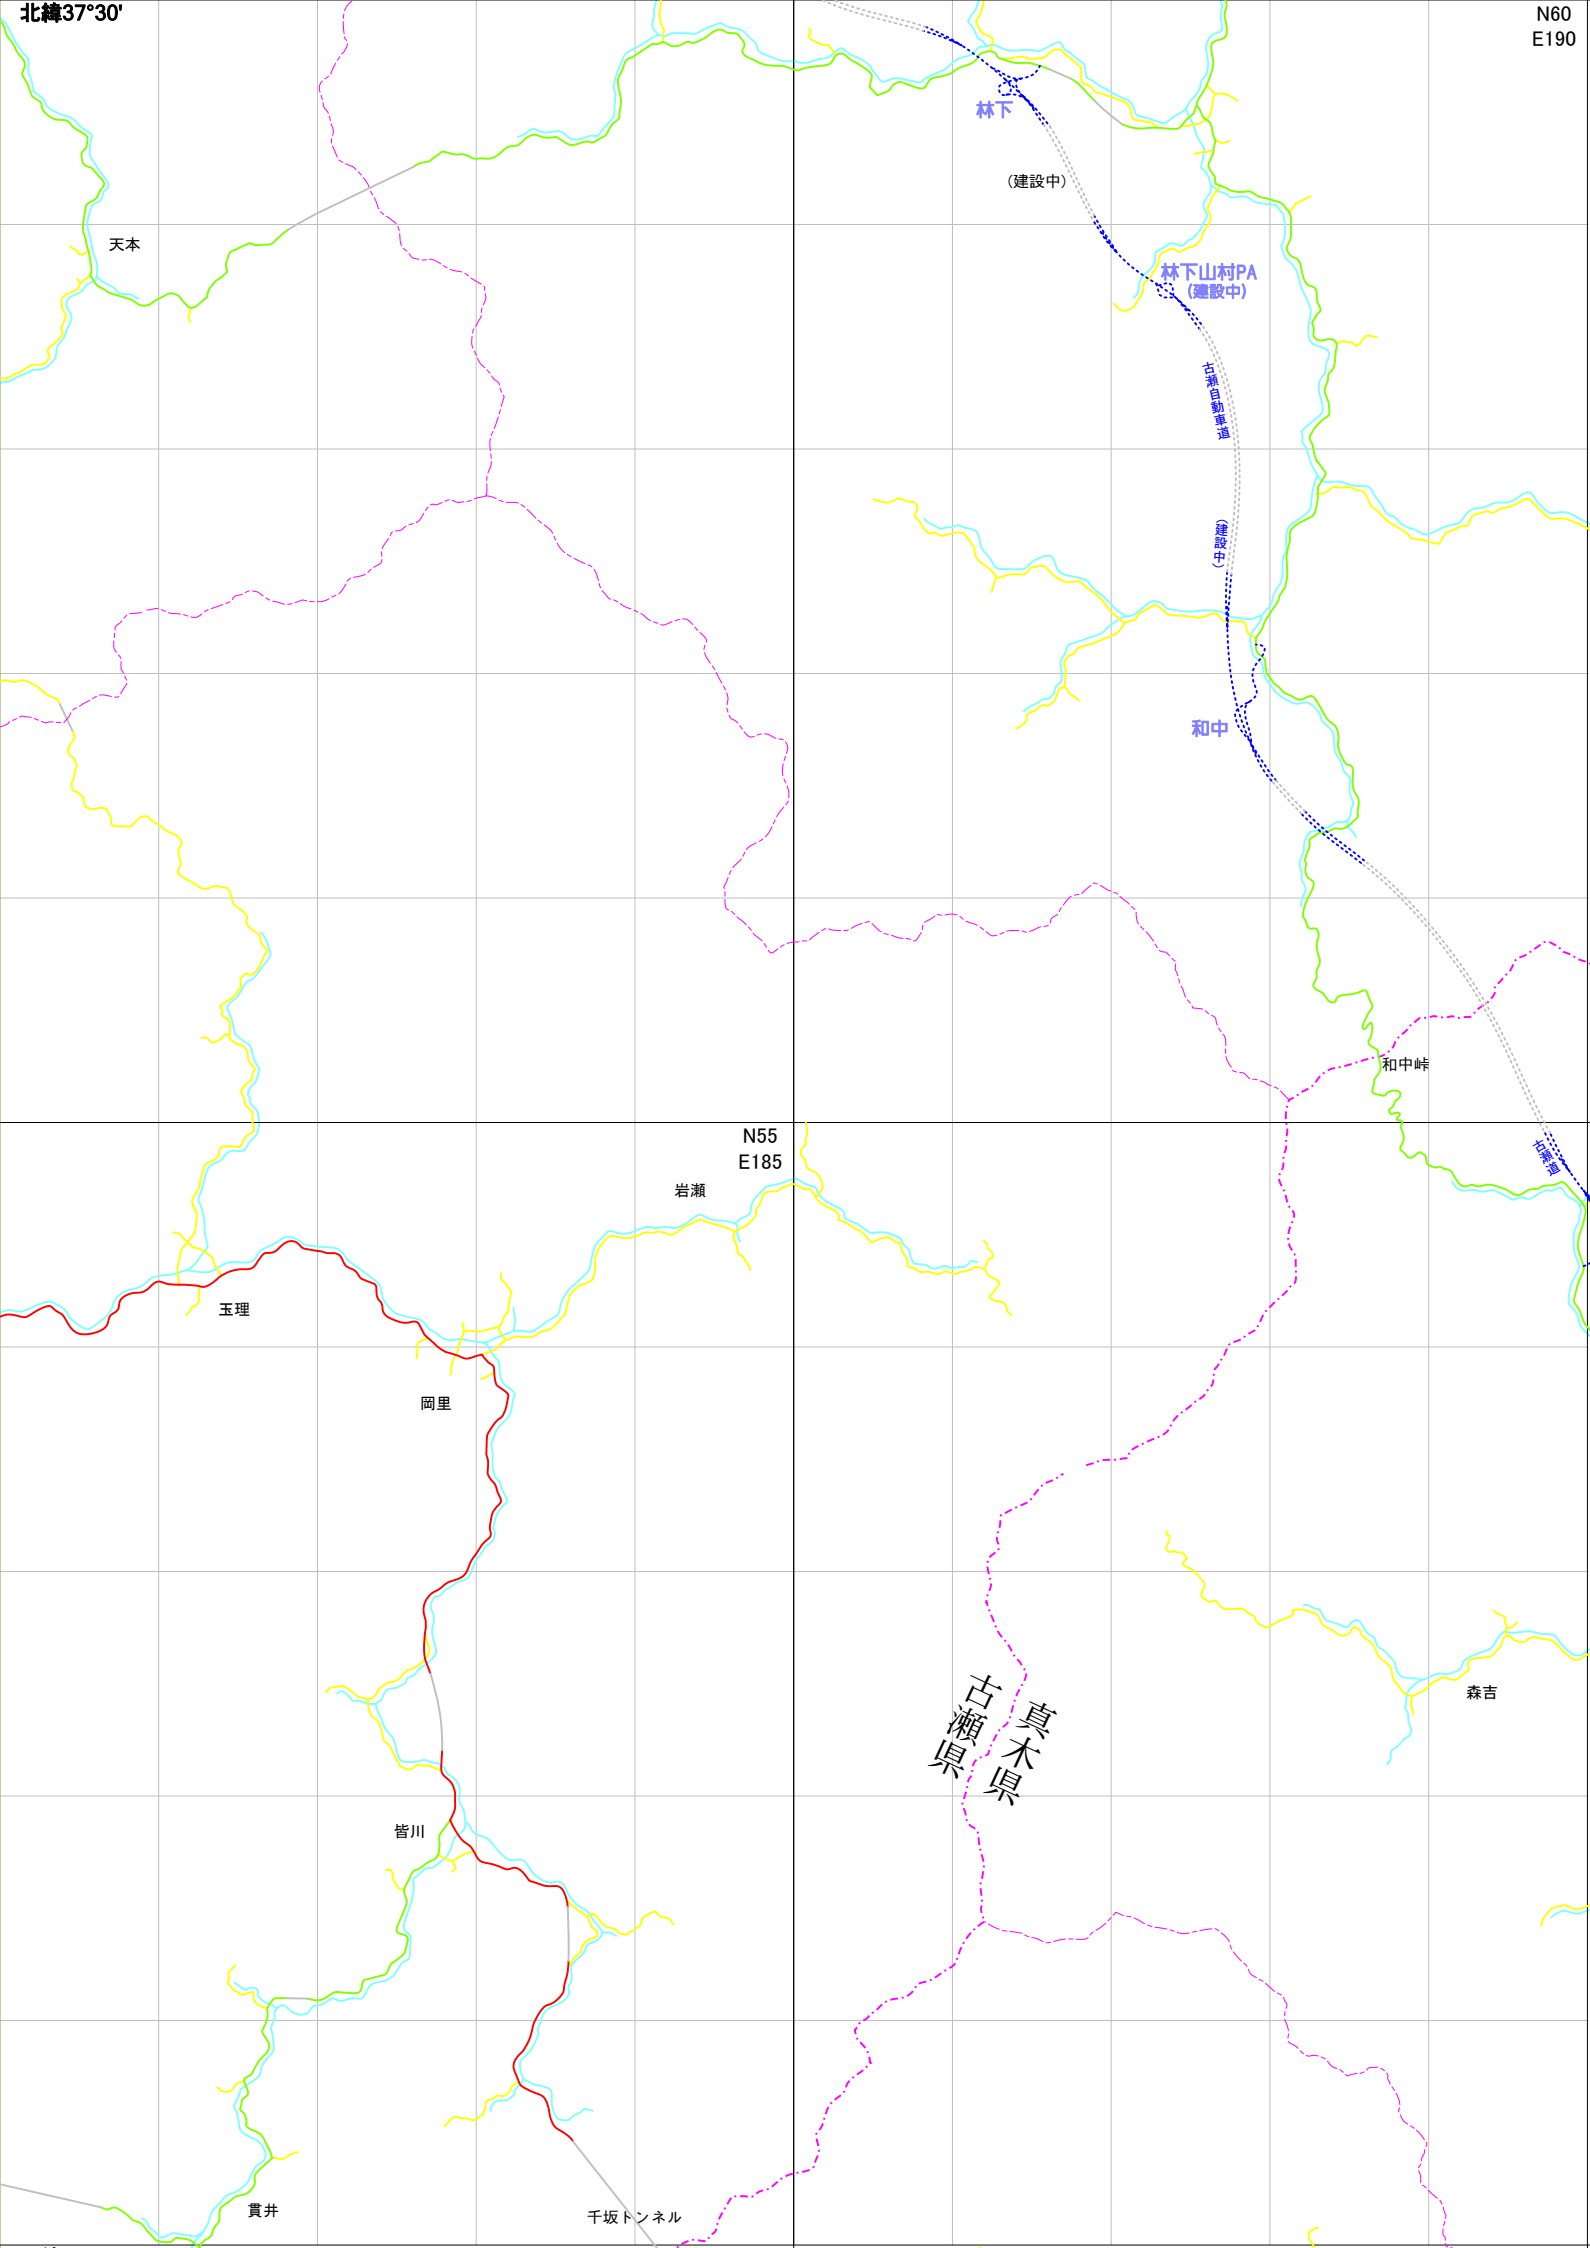 北緯37°30'
N60
E190
林下
(建設中)
天本
林下山村PA
(建設中)
古瀬自動車道
(建設中)
和中
和中峠
N55
E185
古瀬道
岩瀬
玉理
岡里
古瀬県
真木県
森吉
皆川
貫井
千坂トンネル